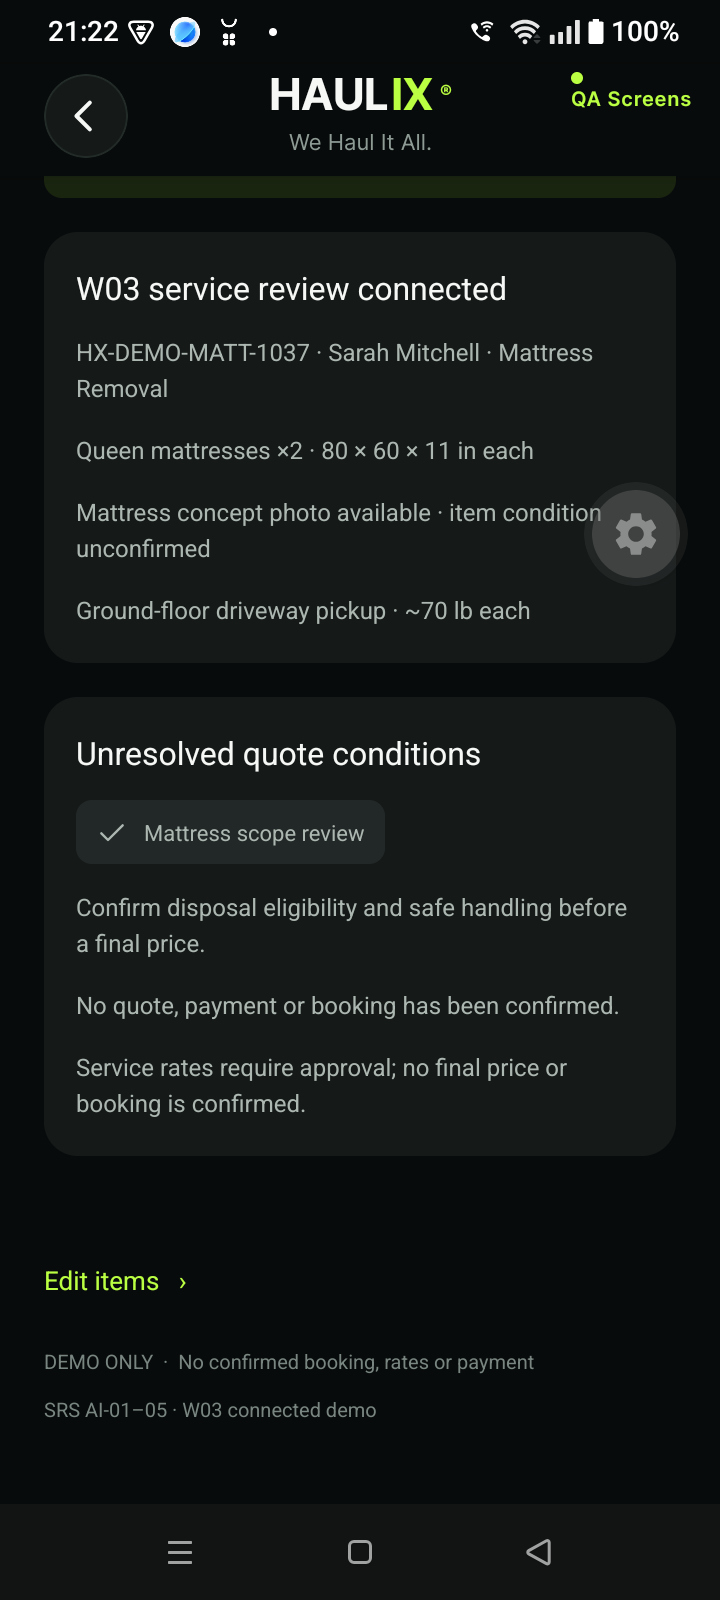 21:22
100%
HAULIX ®
QA Screens
We Haul It All.
W03 service review connected
HX-DEMO-MATT-1037 · Sarah Mitchell · Mattress
Removal
Queen mattresses ×2 · 80 × 60 × 11 in each
Mattress concept photo available · item condition
unconfirmed
Ground-floor driveway pickup · ~70 lb each
Unresolved quote conditions
Mattress scope review
Confirm disposal eligibility and safe handling before
a final price.
No quote, payment or booking has been confirmed.
Service rates require approval; no final price or
booking is confirmed.
Edit items ›
DEMO ONLY · No confirmed booking, rates or payment
SRS AI-01–05 · W03 connected demo